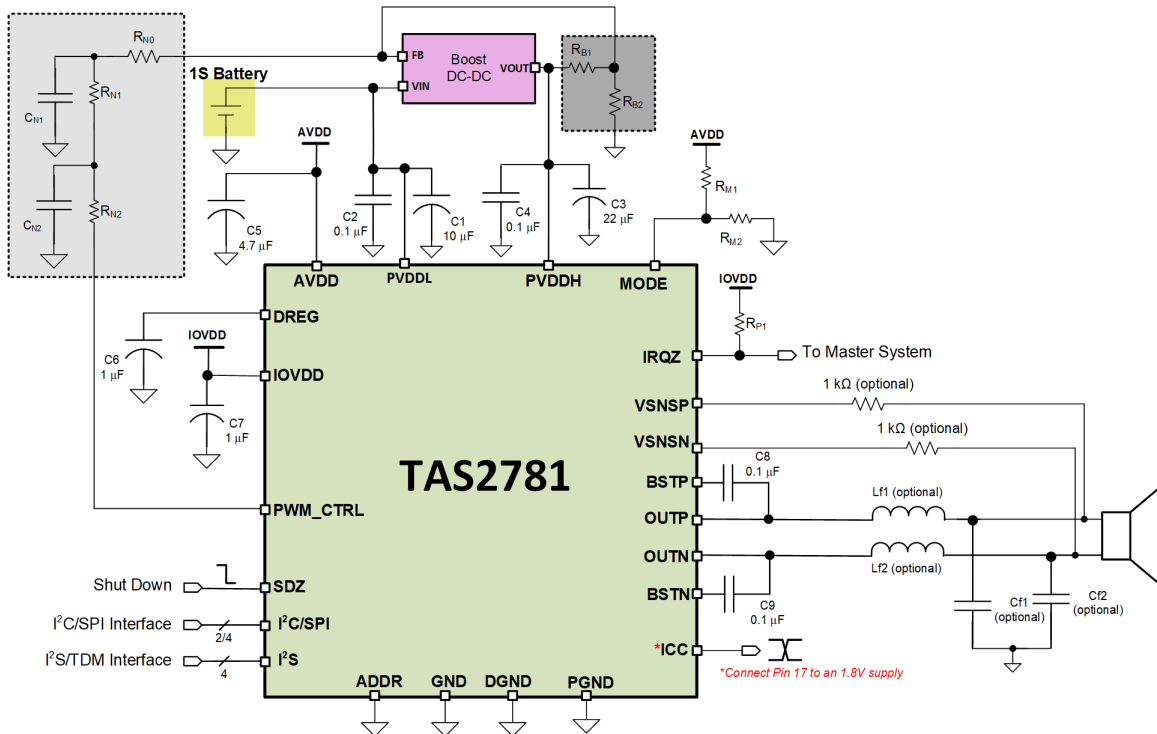 RN0
FB
Boost
DC-DC
VOUT
RB1
1S Battery
VIN
RN1
CN1
RB2
AVDD
AVDD
RM1
CN2
RN2
C5
4.7 µF
C2
0.1 µF
C1
10 µF
C4
0.1 µF
C3
22 µF
RM2
AVDD
PVDDL
PVDDH
MODE
IOVDD
DREG
RP1
IOVDD
C6
1 µF
IRQZ
To Master System
IOVDD
1 kΩ (optional)
VSNSP
C7
1 µF
1 kΩ (optional)
VSNSN
TAS2781
C8
0.1 µF
BSTP
Lf1 (optional)
PWM_CTRL
OUTP
OUTN
Lf2 (optional)
Shut Down
SDZ
BSTN
C9
0.1 µF
Cf1
(optional)
Cf2
(optional)
I²C/SPI Interface
2/4
I²C/SPI
I²S/TDM Interface
4
I²S
*ICC
*Connect Pin 17 to an 1.8V supply
ADDR
GND
DGND
PGND